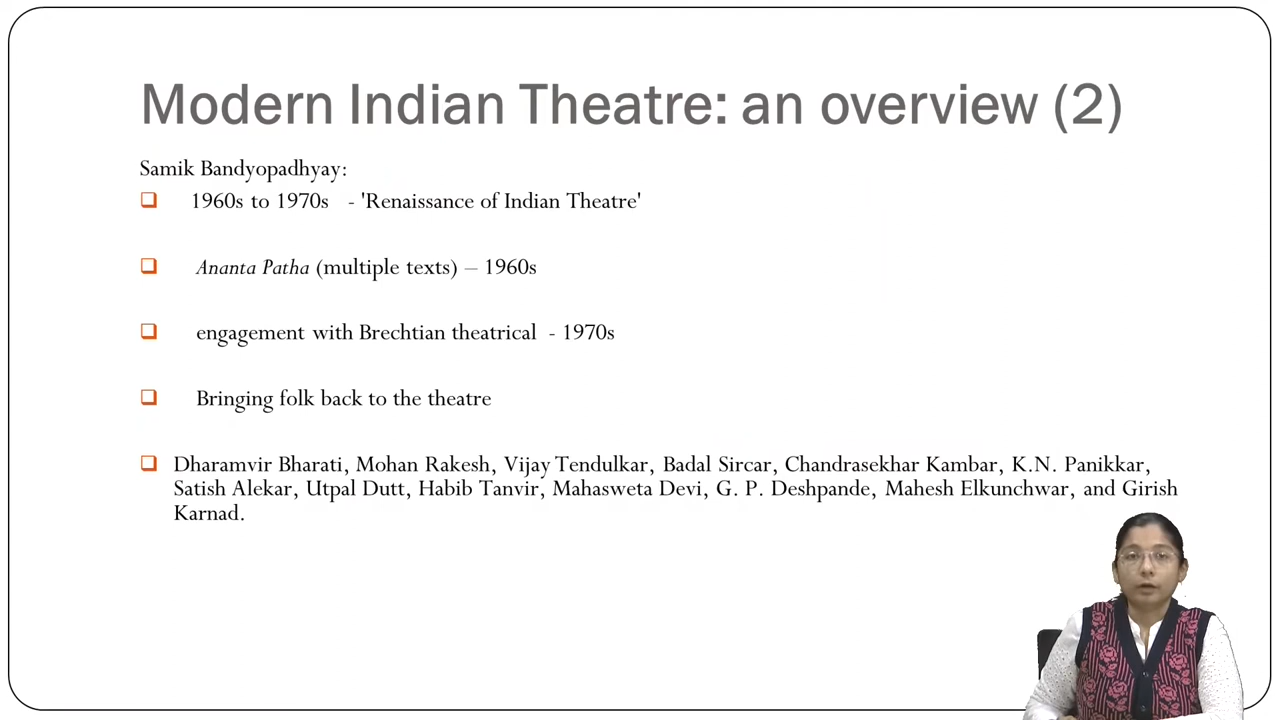 Modern Indian Theatre: an overview (2)
Samik Bandyopadhyay:
1960s to 1970s - 'Renaissance of Indian Theatre'
Ananta Patha (multiple texts) – 1960s
engagement with Brechtian theatrical - 1970s
Bringing folk back to the theatre
Dharamvir Bharati, Mohan Rakesh, Vijay Tendulkar, Badal Sircar, Chandrasekhar Kambar, K.N. Panikkar,
Satish Alekar, Utpal Dutt, Habib Tanvir, Mahasweta Devi, G. P. Deshpande, Mahesh Elkunchwar, and Girish
Karnad.